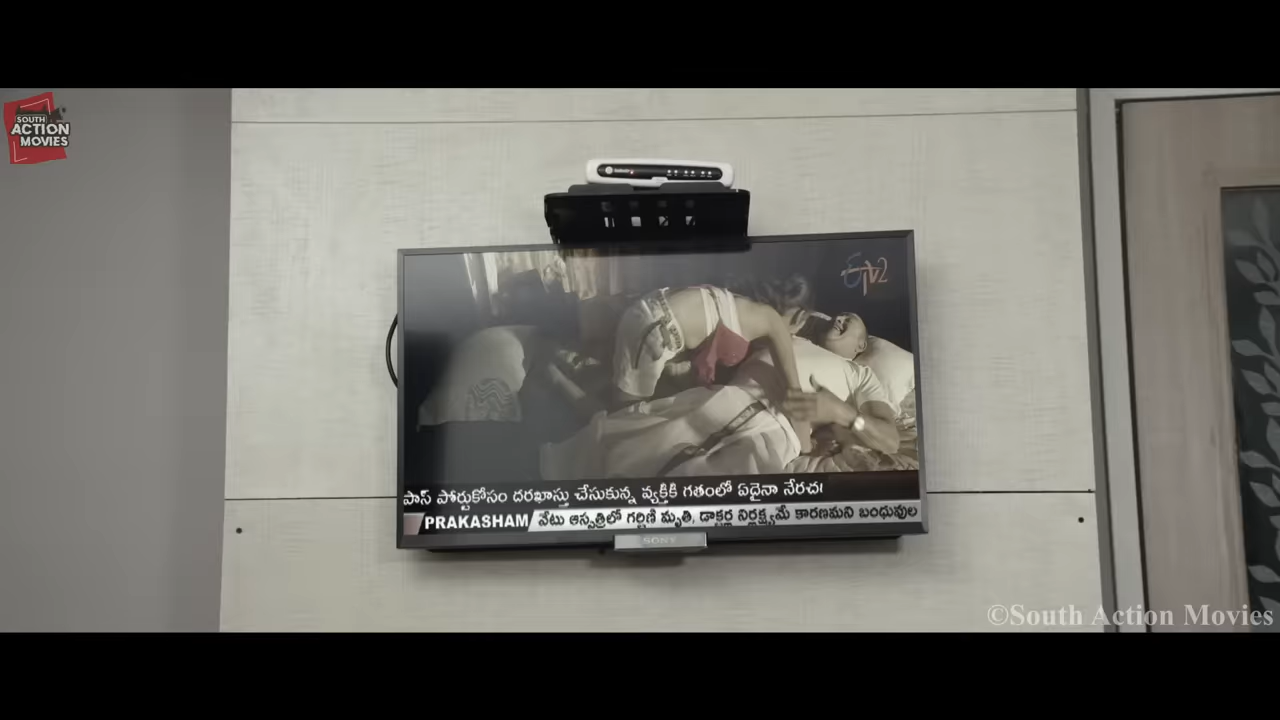 SOUTH
ACTION
MOVIES
ETV2
పాస్ పోర్టుకోసం దరఖాస్తు చేసుకున్న వ్యక్తికి గతంలో ఏదైనా నేరచ
PRAKASHAM వేటు ఆస్పత్రిలో గర్భిణి మృతి, డాక్టర్ల నిర్లక్ష్యమే కారణమని బంధువుల
SONY
©South Action Movies